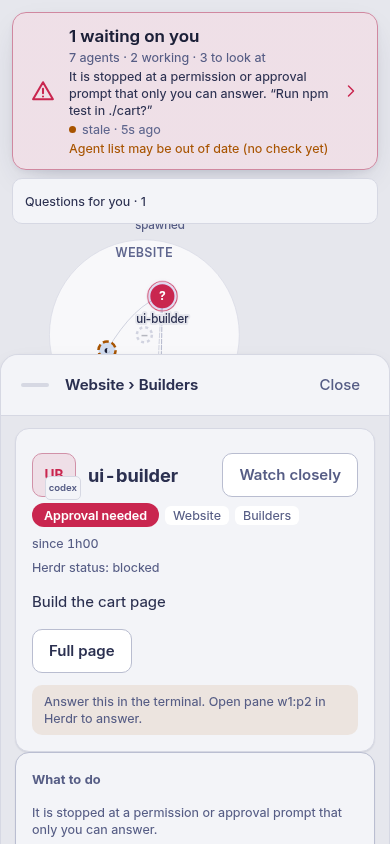 1 waiting on you
7 agents · 2 working · 3 to look at
It is stopped at a permission or approval
prompt that only you can answer. “Run npm
test in ./cart?”
stale · 5s ago
Agent list may be out of date (no check yet)
Questions for you · 1
spawned
WEBSITE
?
ui-builder
Website › Builders
Close
UB
codex
ui-builder
Watch closely
Approval needed
Website
Builders
since 1h00
Herdr status: blocked
Build the cart page
Full page
Answer this in the terminal. Open pane w1:p2 in
Herdr to answer.
What to do
It is stopped at a permission or approval prompt that
only you can answer.